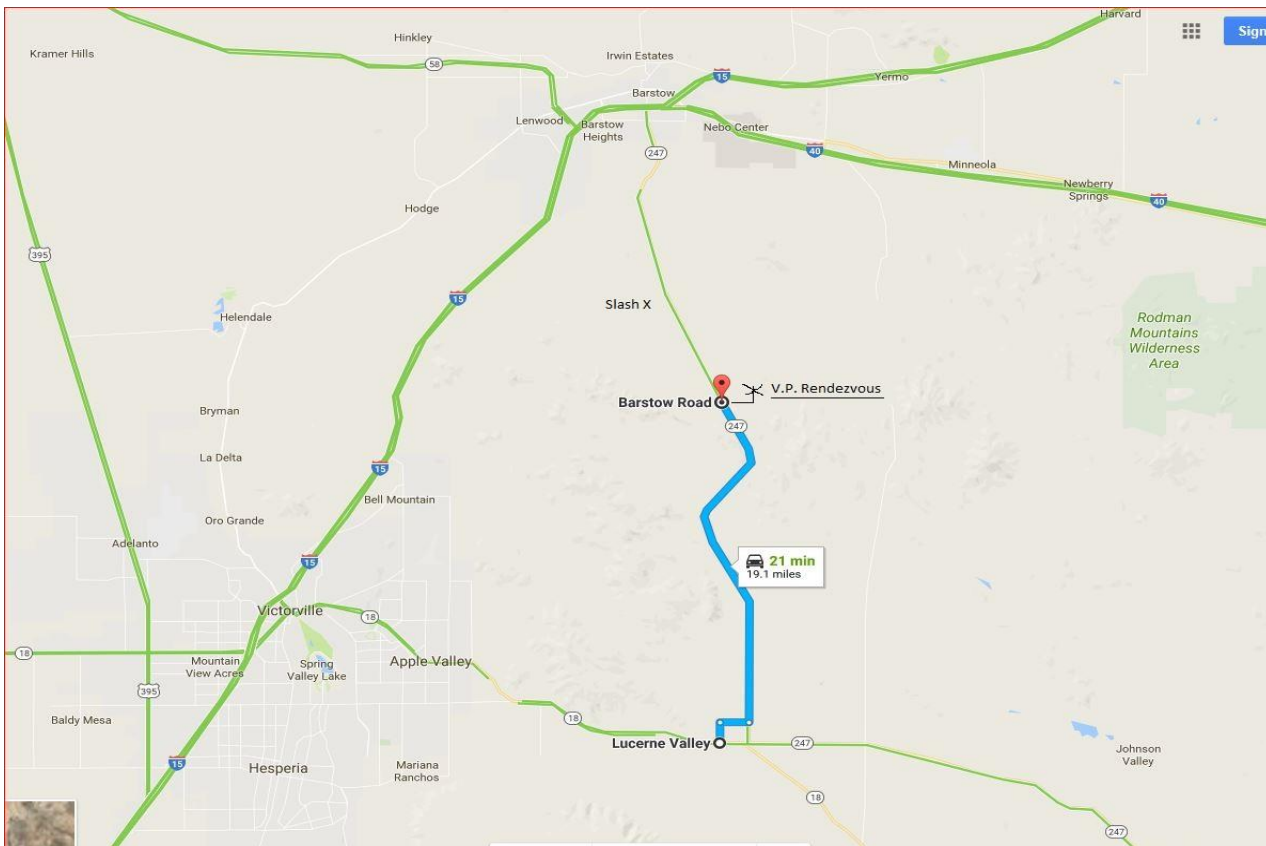 Harvard
Sign
Kramer Hills
Hinkley
Irwin Estates
58
15
Yermo
Barstow
Lenwood
Barstow
Heights
Nebo Center
247
40
Minneola
Newberry
Springs
40
Hodge
395
15
Slash X
Helendale
Rodman
Mountains
Wilderness
Area
V.P. Rendezvous
Barstow Road
247
Bryman
La Delta
15
Bell Mountain
Oro Grande
Adelanto
15
21 min
19.1 miles
Victorville
18
18
Mountain
View Acres
Spring
Valley Lake
Apple Valley
395
Baldy Mesa
18
Lucerne Valley
247
Johnson
Valley
15
Hesperia
Mariana
Ranchos
18
247